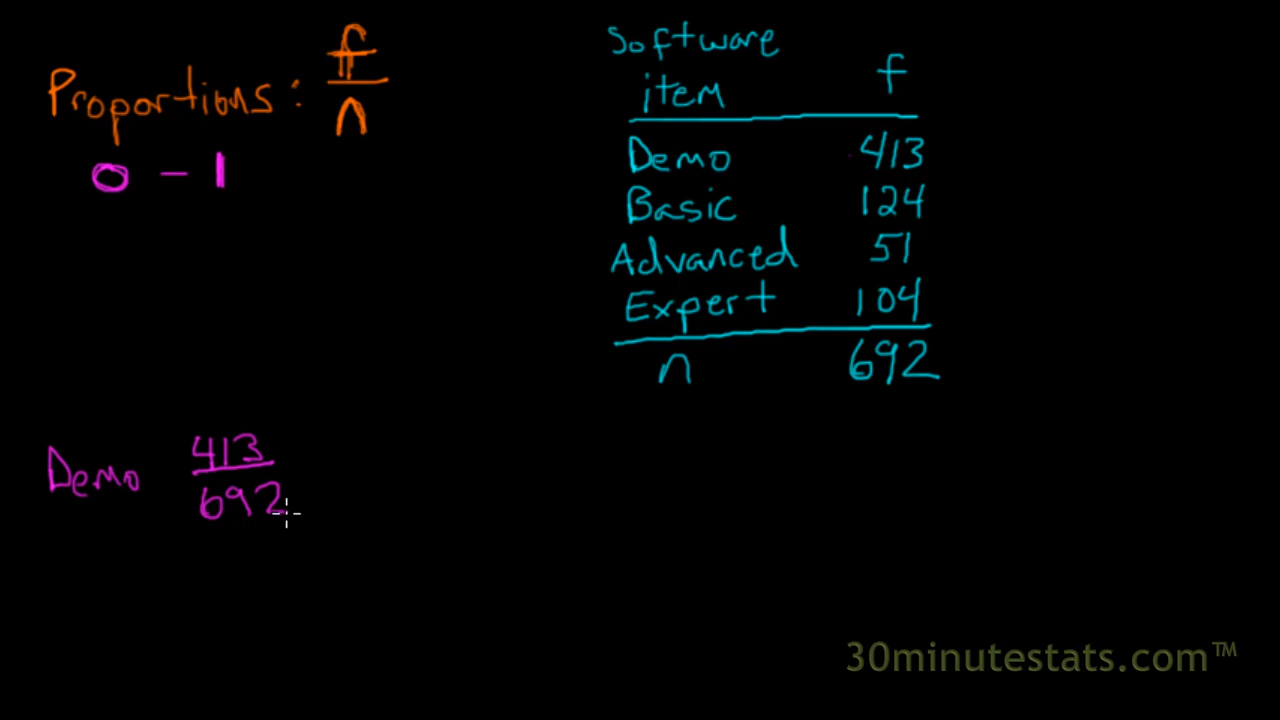 Proportions: f/n
0 - 1
Software
item f
Demo 413
Basic 124
Advanced 51
Expert 104
n 692
Demo 413/692
30minutestats.com™